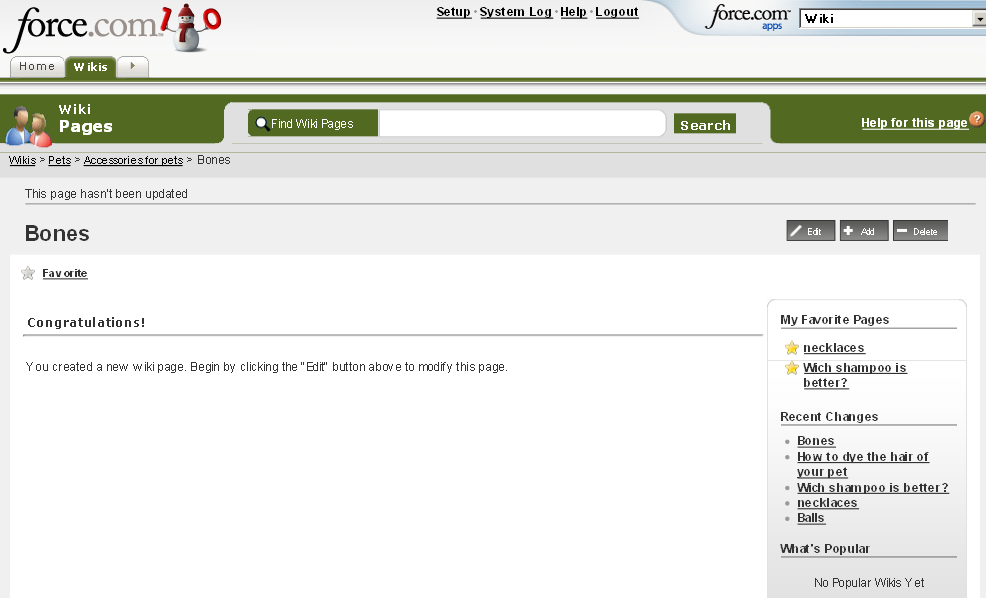 force.com 10
Setup · System Log · Help · Logout
force.com apps
Wiki
Home
Wikis
Wiki
Pages
Find Wiki Pages
Search
Help for this page ?
Wikis > Pets > Accessories for pets > Bones
This page hasn't been updated
Bones
Edit
Add
Delete
Favorite
Congratulations!
You created a new wiki page. Begin by clicking the "Edit" button above to modify this page.
My Favorite Pages
necklaces
Wich shampoo is
better?
Recent Changes
Bones
How to dye the hair of
your pet
Wich shampoo is better?
necklaces
Balls
What's Popular
No Popular Wikis Yet